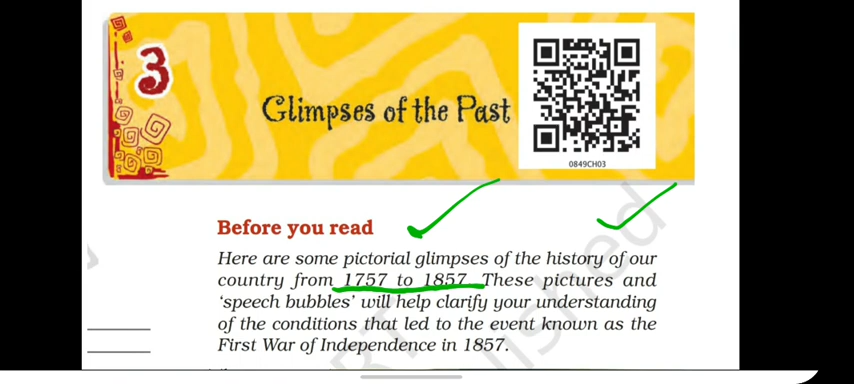 3
Glimpses of the Past
0849CH03
Before you read
Here are some pictorial glimpses of the history of our
country from 1757 to 1857. These pictures and
‘speech bubbles’ will help clarify your understanding
of the conditions that led to the event known as the
First War of Independence in 1857.